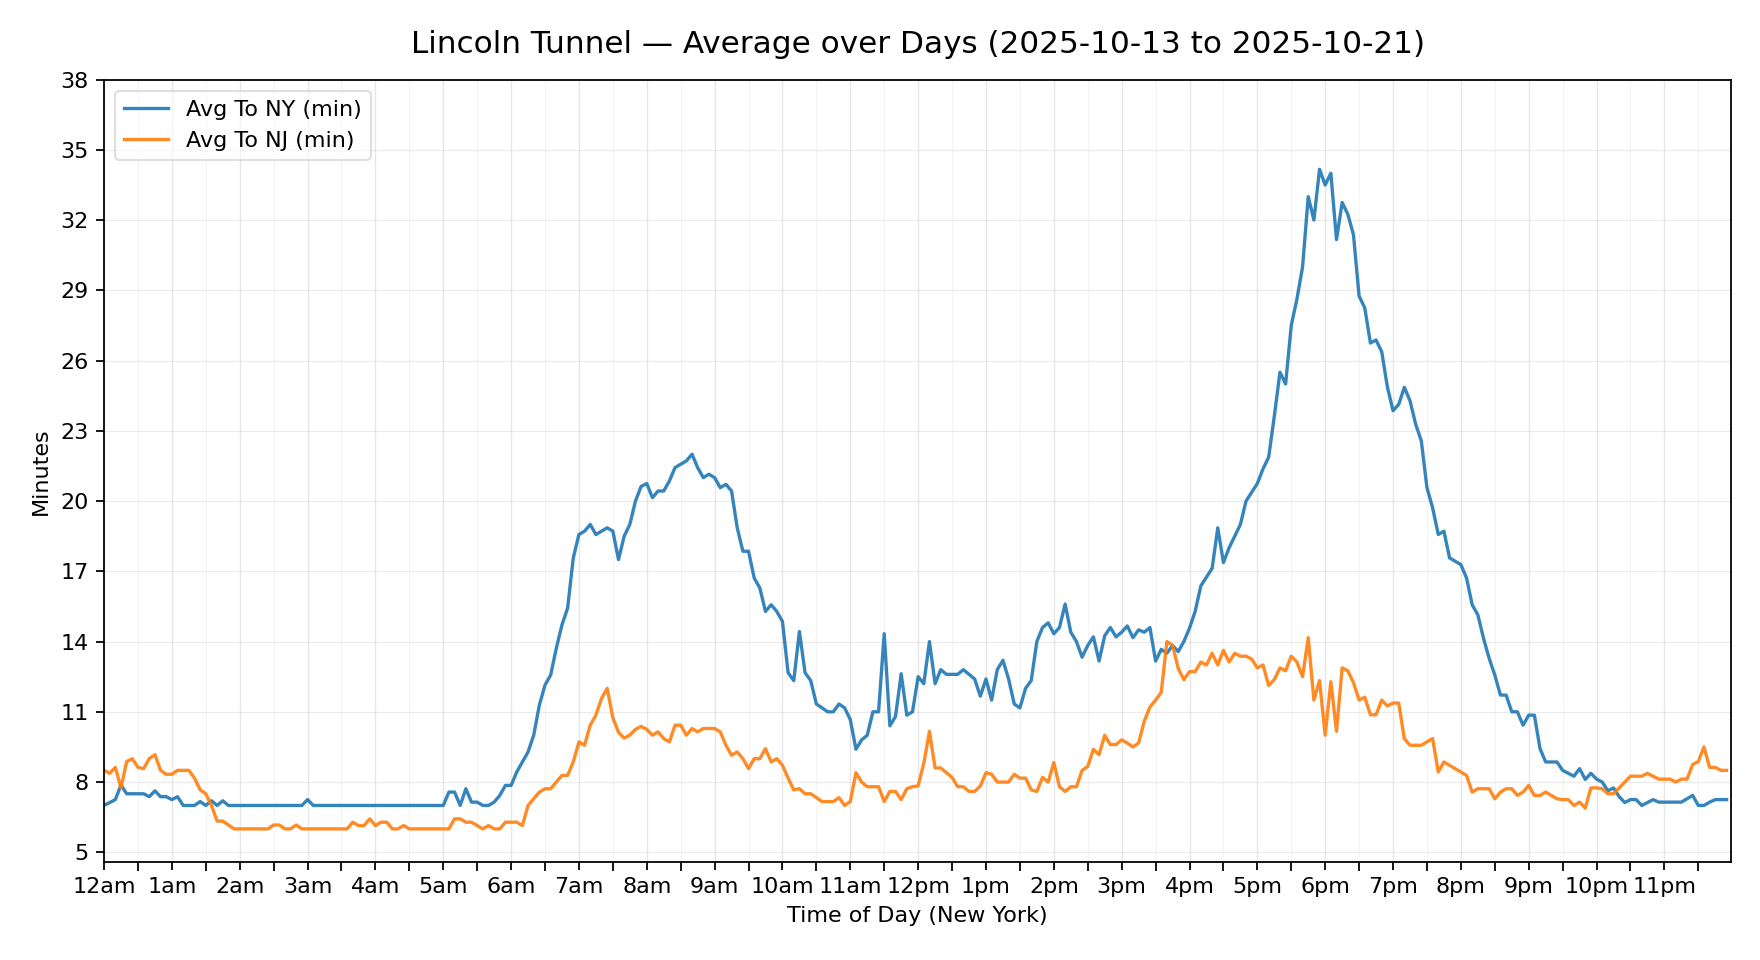 Lincoln Tunnel — Average over Days (2025-10-13 to 2025-10-21)
Avg To NY (min)
Avg To NJ (min)
38
35
32
29
26
23
20
17
14
11
8
5
Minutes
12am 1am 2am 3am 4am 5am 6am 7am 8am 9am 10am 11am 12pm 1pm 2pm 3pm 4pm 5pm 6pm 7pm 8pm 9pm 10pm 11pm
Time of Day (New York)